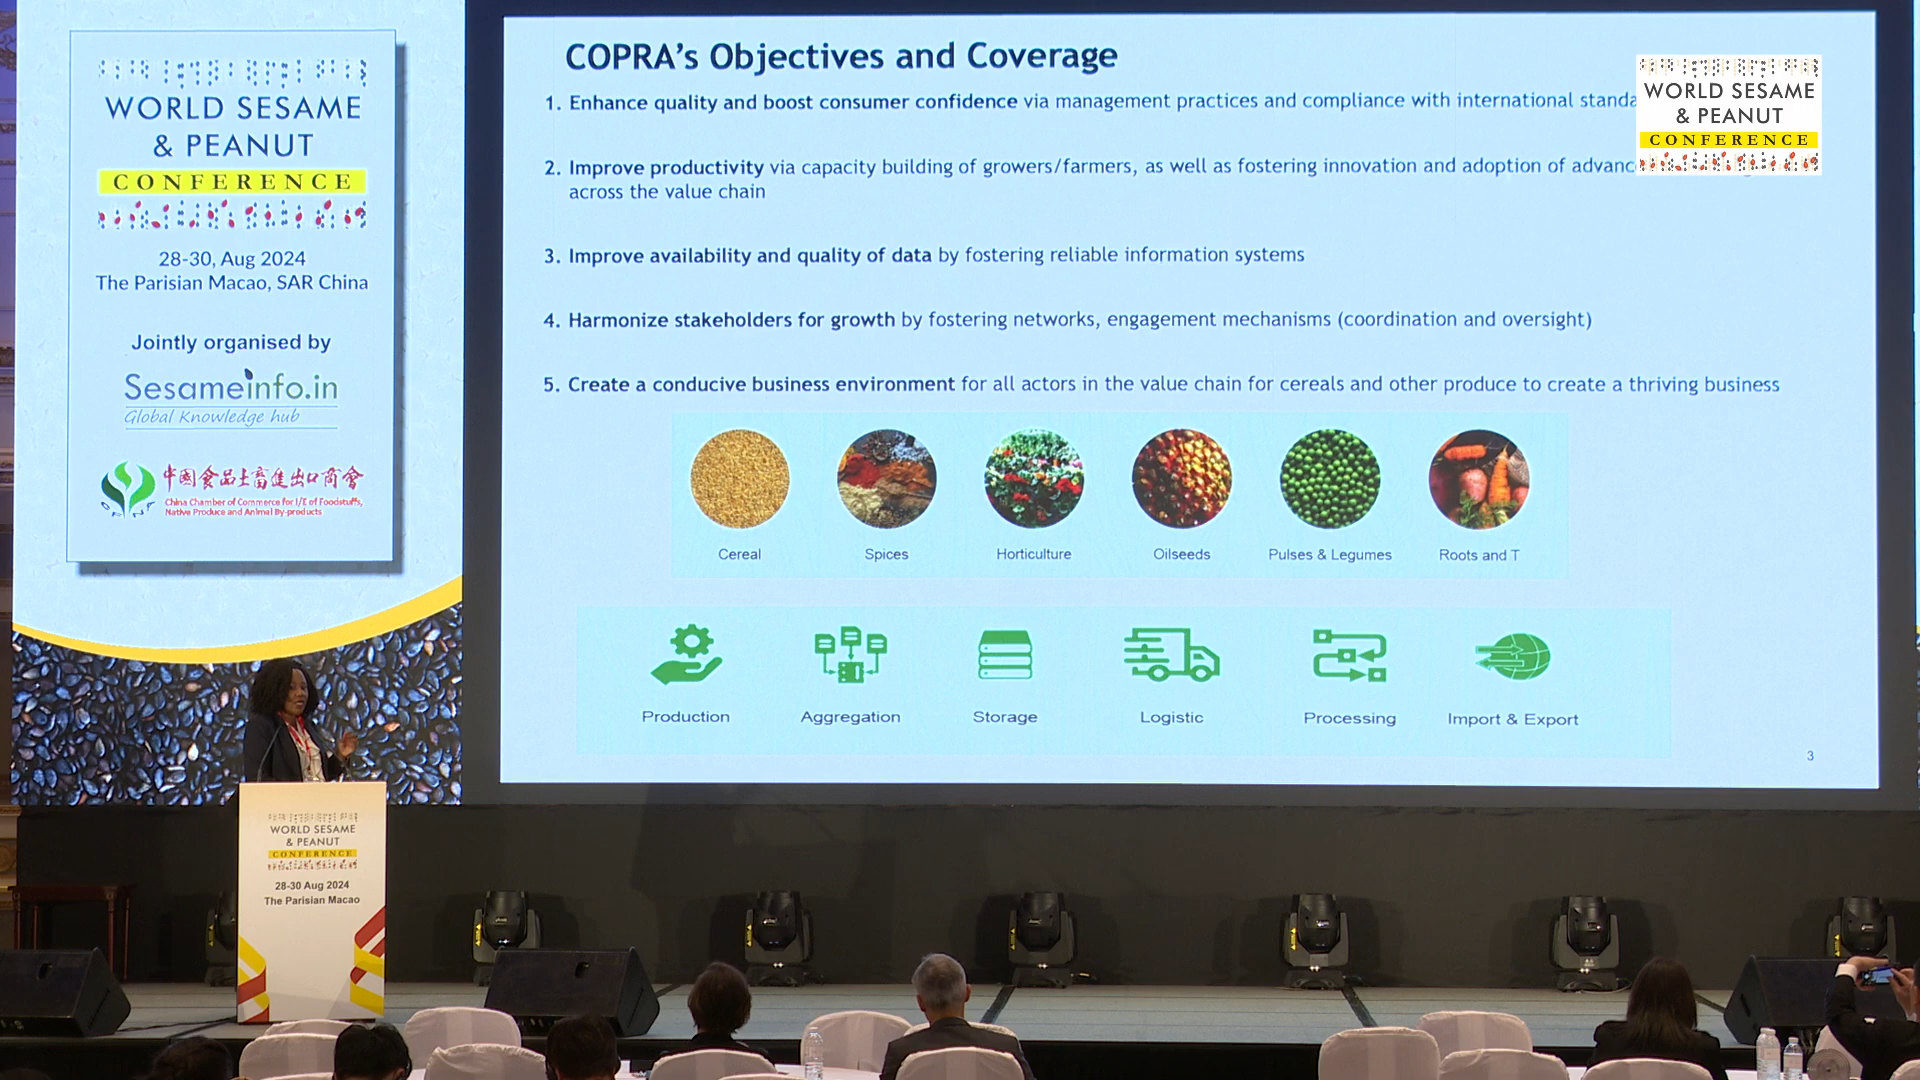 WORLD SESAME
& PEANUT
CONFERENCE
28-30, Aug 2024
The Parisian Macao, SAR China
Jointly organised by
Sesameinfo.in
Global Knowledge hub
中國食品土畜進出口商會
China Chamber of Commerce for I/E of Foodstuffs,
Native Produce and Animal By-products
COPRA's Objectives and Coverage
1. Enhance quality and boost consumer confidence via management practices and compliance with international standa
2. Improve productivity via capacity building of growers/farmers, as well as fostering innovation and adoption of advanc
across the value chain
3. Improve availability and quality of data by fostering reliable information systems
4. Harmonize stakeholders for growth by fostering networks, engagement mechanisms (coordination and oversight)
5. Create a conducive business environment for all actors in the value chain for cereals and other produce to create a thriving business
Cereal Spices Horticulture Oilseeds Pulses & Legumes Roots and T
Production Aggregation Storage Logistic Processing Import & Export
3
WORLD SESAME
& PEANUT
CONFERENCE
WORLD SESAME
& PEANUT
CONFERENCE
28-30 Aug 2024
The Parisian Macao